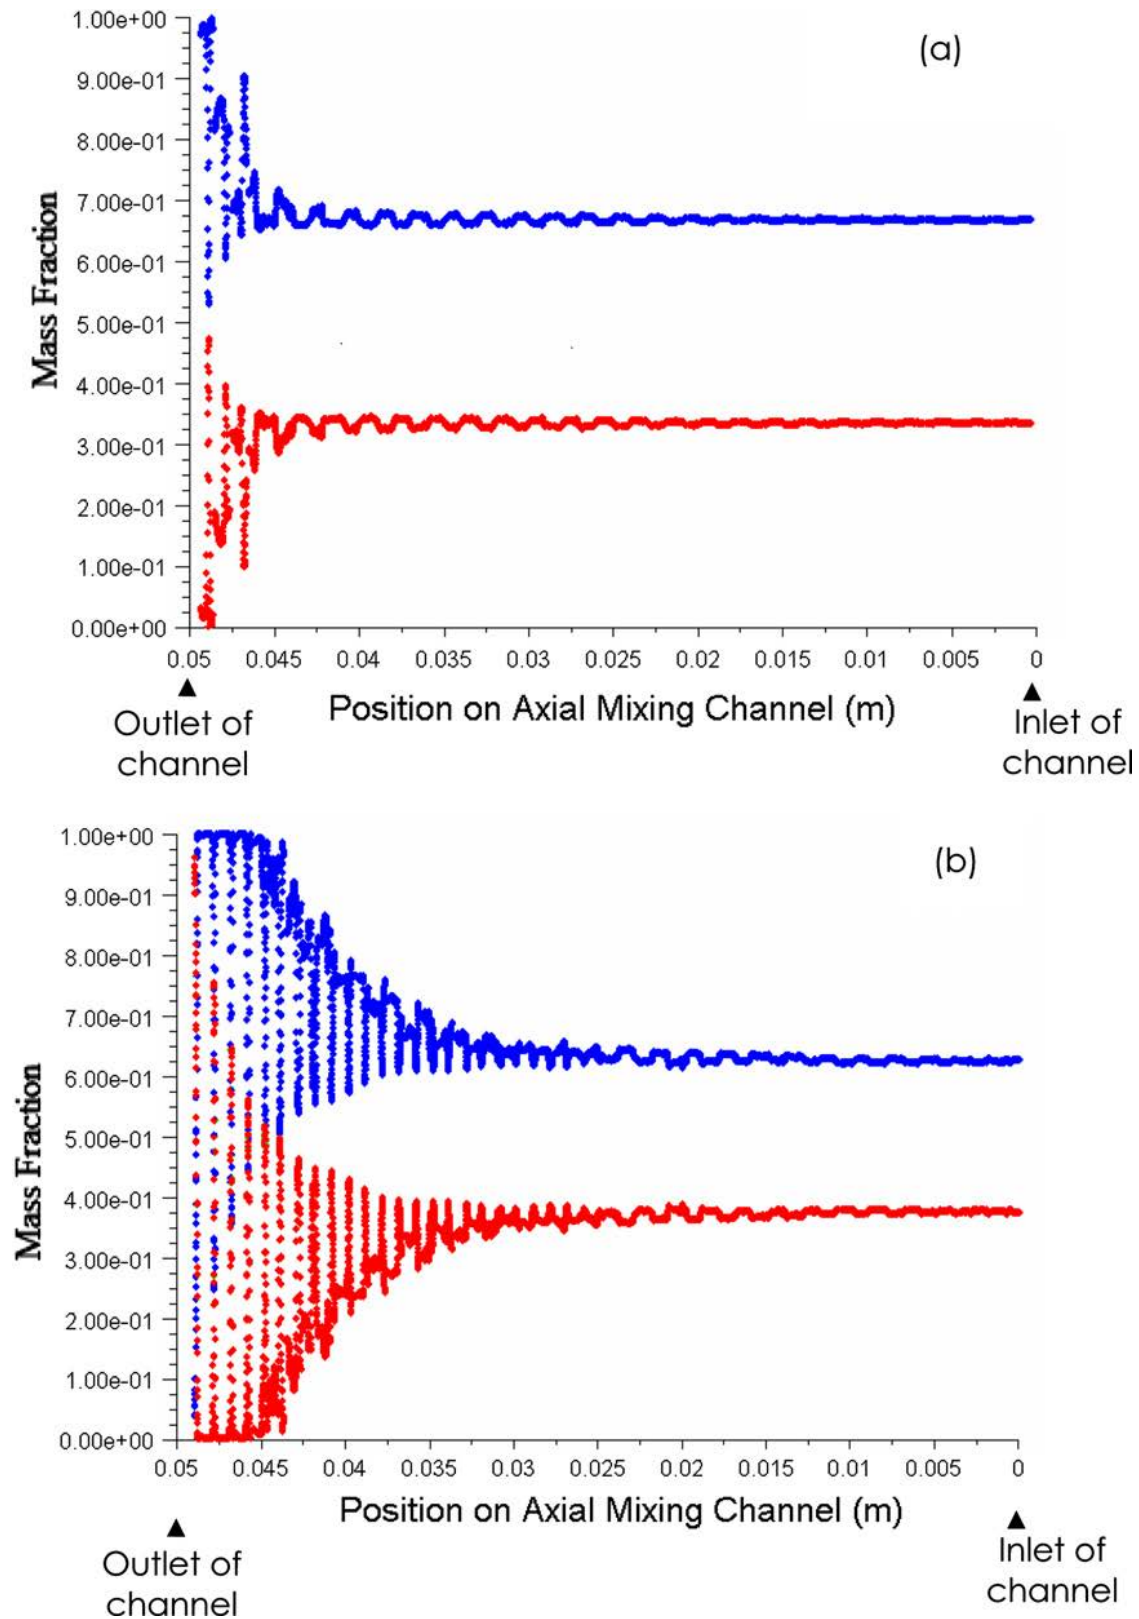 (a)
Mass Fraction
1.00e+00
9.00e-01
8.00e-01
7.00e-01
6.00e-01
5.00e-01
4.00e-01
3.00e-01
2.00e-01
1.00e-01
0.00e+00
0.05 0.045 0.04 0.035 0.03 0.025 0.02 0.015 0.01 0.005 0
Position on Axial Mixing Channel (m)
Outlet of
channel
Inlet of
channel
(b)
Mass Fraction
1.00e+00
9.00e-01
8.00e-01
7.00e-01
6.00e-01
5.00e-01
4.00e-01
3.00e-01
2.00e-01
1.00e-01
0.00e+00
0.05 0.045 0.04 0.035 0.03 0.025 0.02 0.015 0.01 0.005 0
Position on Axial Mixing Channel (m)
Outlet of
channel
Inlet of
channel